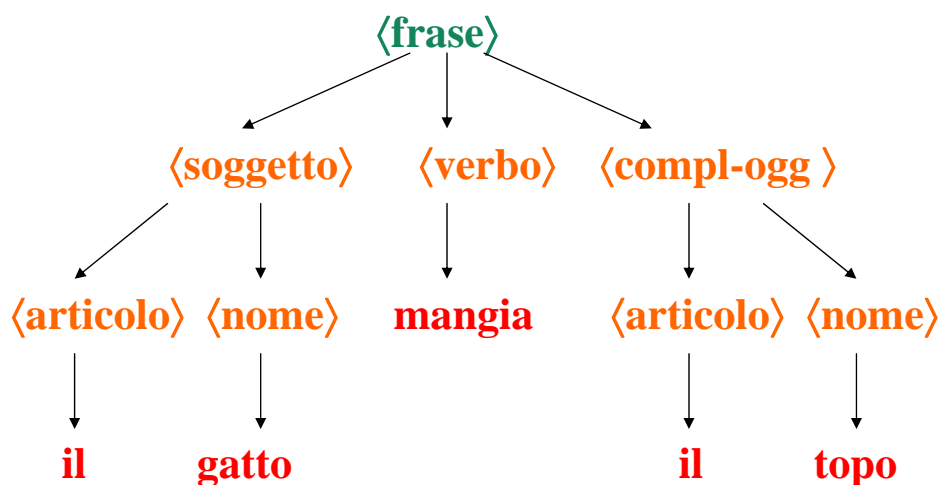 ⟨frase⟩
⟨soggetto⟩ ⟨verbo⟩ ⟨compl-ogg ⟩
⟨articolo⟩ ⟨nome⟩ mangia ⟨articolo⟩ ⟨nome⟩
il gatto il topo